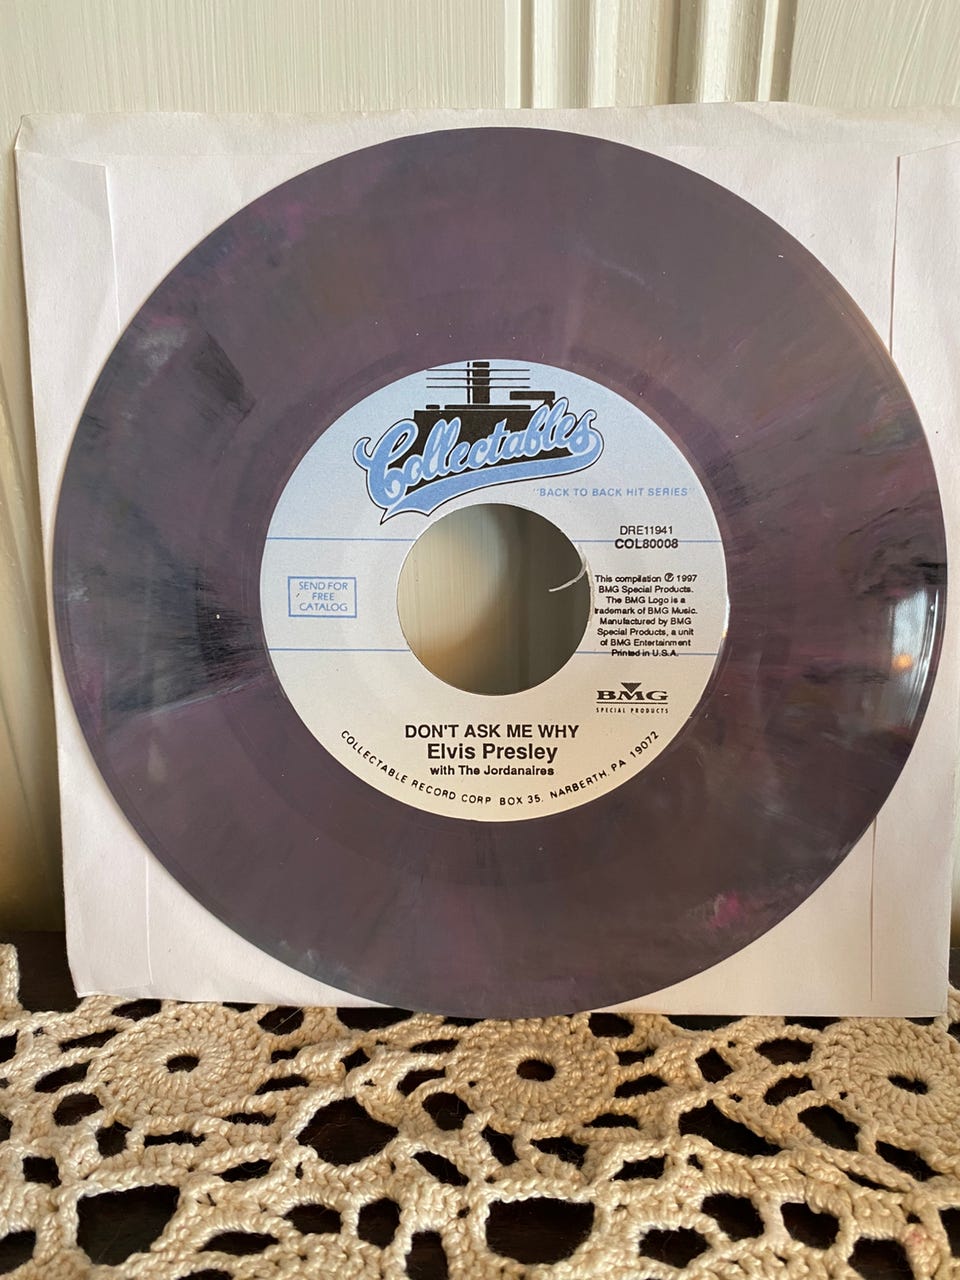 Collectables
"BACK TO BACK HIT SERIES"
DRE11941
COL80008
SEND FOR
FREE
CATALOG
This compilation ℗ 1997
BMG Special Products.
The BMG Logo is a
trademark of BMG Music.
Manufactured by BMG
Special Products, a unit
of BMG Entertainment
Printed in U.S.A.
BMG
SPECIAL PRODUCTS
DON'T ASK ME WHY
Elvis Presley
with The Jordanaires
COLLECTABLE RECORD CORP BOX 35, NARBERTH, PA 19072